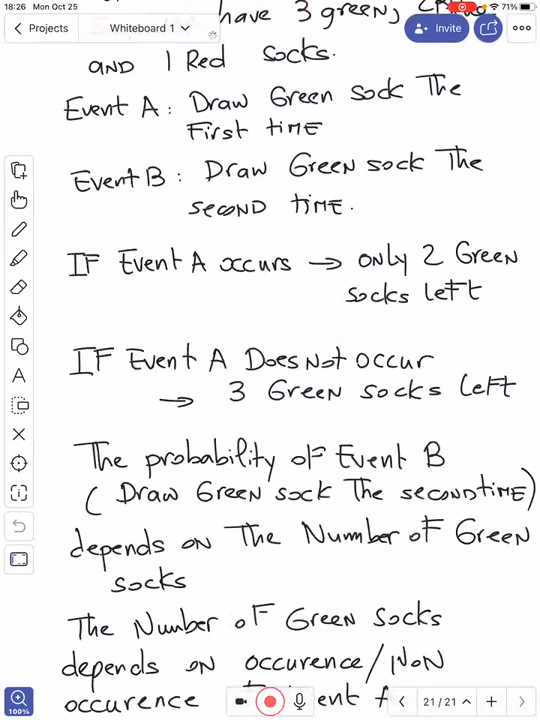 18:26 Mon Oct 25
71%
Projects
Whiteboard 1
Invite
have 3 green,
AND 1 Red socks.
Event A: Draw Green sock The
First time
Event B: Draw Green sock The
second time.
IF Event A occurs → only 2 Green
socks left
IF Event A Does Not occur
→ 3 Green socks left
The probability of Event B
(Draw Green sock The second time)
depends on The Number of Green
socks
The Number of Green socks
depends on occurence/Non
occurence
A
21/21
100%